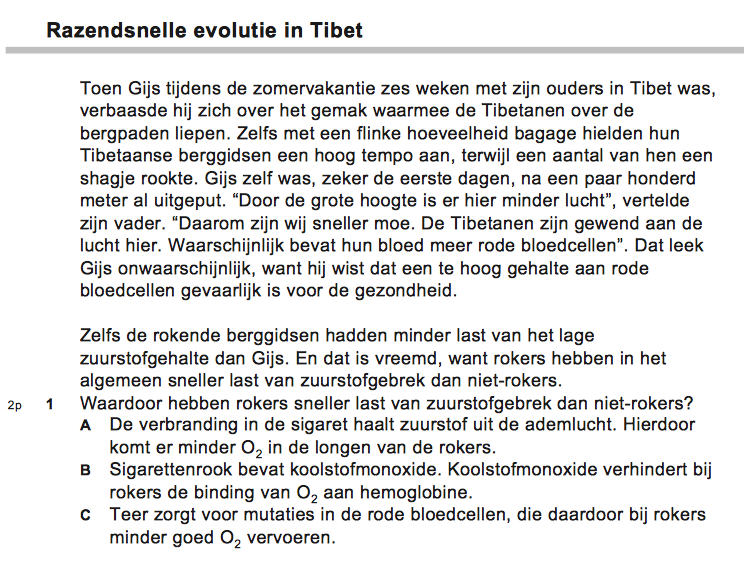 Razendsnelle evolutie in Tibet
Toen Gijs tijdens de zomervakantie zes weken met zijn ouders in Tibet was,
verbaasde hij zich over het gemak waarmee de Tibetanen over de
bergpaden liepen. Zelfs met een flinke hoeveelheid bagage hielden hun
Tibetaanse berggidsen een hoog tempo aan, terwijl een aantal van hen een
shagje rookte. Gijs zelf was, zeker de eerste dagen, na een paar honderd
meter al uitgeput. “Door de grote hoogte is er hier minder lucht”, vertelde
zijn vader. “Daarom zijn wij sneller moe. De Tibetanen zijn gewend aan de
lucht hier. Waarschijnlijk bevat hun bloed meer rode bloedcellen”. Dat leek
Gijs onwaarschijnlijk, want hij wist dat een te hoog gehalte aan rode
bloedcellen gevaarlijk is voor de gezondheid.
Zelfs de rokende berggidsen hadden minder last van het lage
zuurstofgehalte dan Gijs. En dat is vreemd, want rokers hebben in het
algemeen sneller last van zuurstofgebrek dan niet-rokers.
2p 1 Waardoor hebben rokers sneller last van zuurstofgebrek dan niet-rokers?
A De verbranding in de sigaret haalt zuurstof uit de ademlucht. Hierdoor
komt er minder O₂ in de longen van de rokers.
B Sigarettenrook bevat koolstofmonoxide. Koolstofmonoxide verhindert bij
rokers de binding van O₂ aan hemoglobine.
C Teer zorgt voor mutaties in de rode bloedcellen, die daardoor bij rokers
minder goed O₂ vervoeren.